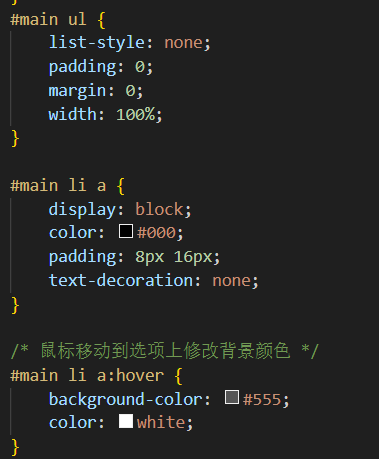 }
#main ul {
    list-style: none;
    padding: 0;
    margin: 0;
    width: 100%;
}

#main li a {
    display: block;
    color: #000;
    padding: 8px 16px;
    text-decoration: none;
}

/* 鼠标移动到选项上修改背景颜色 */
#main li a:hover {
    background-color: #555;
    color: white;
}